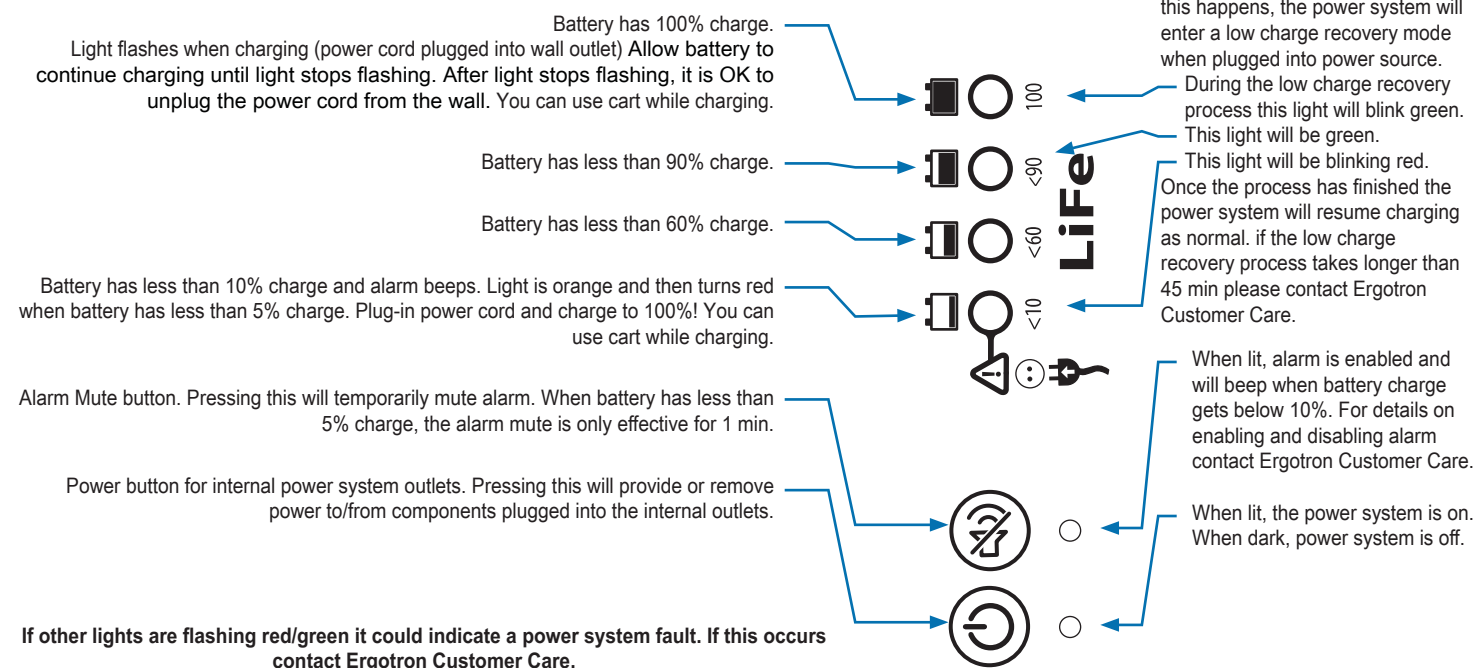 Battery has 100% charge.
Light flashes when charging (power cord plugged into wall outlet) Allow battery to
continue charging until light stops flashing. After light stops flashing, it is OK to
unplug the power cord from the wall. You can use cart while charging.
Battery has less than 90% charge.
Battery has less than 60% charge.
Battery has less than 10% charge and alarm beeps. Light is orange and then turns red
when battery has less than 5% charge. Plug-in power cord and charge to 100%! You can
use cart while charging.
Alarm Mute button. Pressing this will temporarily mute alarm. When battery has less than
5% charge, the alarm mute is only effective for 1 min.
Power button for internal power system outlets. Pressing this will provide or remove
power to/from components plugged into the internal outlets.
If other lights are flashing red/green it could indicate a power system fault. If this occurs
contact Ergotron Customer Care.
100
<90
<60
<10
LiFe
this happens, the power system will
enter a low charge recovery mode
when plugged into power source.
During the low charge recovery
process this light will blink green.
This light will be green.
This light will be blinking red.
Once the process has finished the
power system will resume charging
as normal. if the low charge
recovery process takes longer than
45 min please contact Ergotron
Customer Care.
When lit, alarm is enabled and
will beep when battery charge
gets below 10%. For details on
enabling and disabling alarm
contact Ergotron Customer Care.
When lit, the power system is on.
When dark, power system is off.